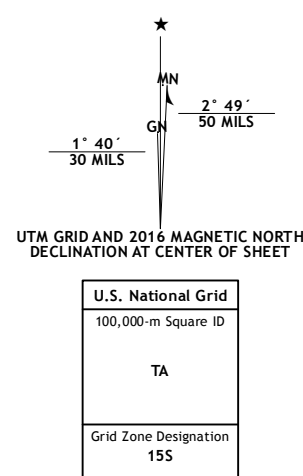 ★
MN
GN
2° 49´
50 MILS
1° 40´
30 MILS
UTM GRID AND 2016 MAGNETIC NORTH
DECLINATION AT CENTER OF SHEET
U.S. National Grid
100,000-m Square ID
TA
Grid Zone Designation
15S